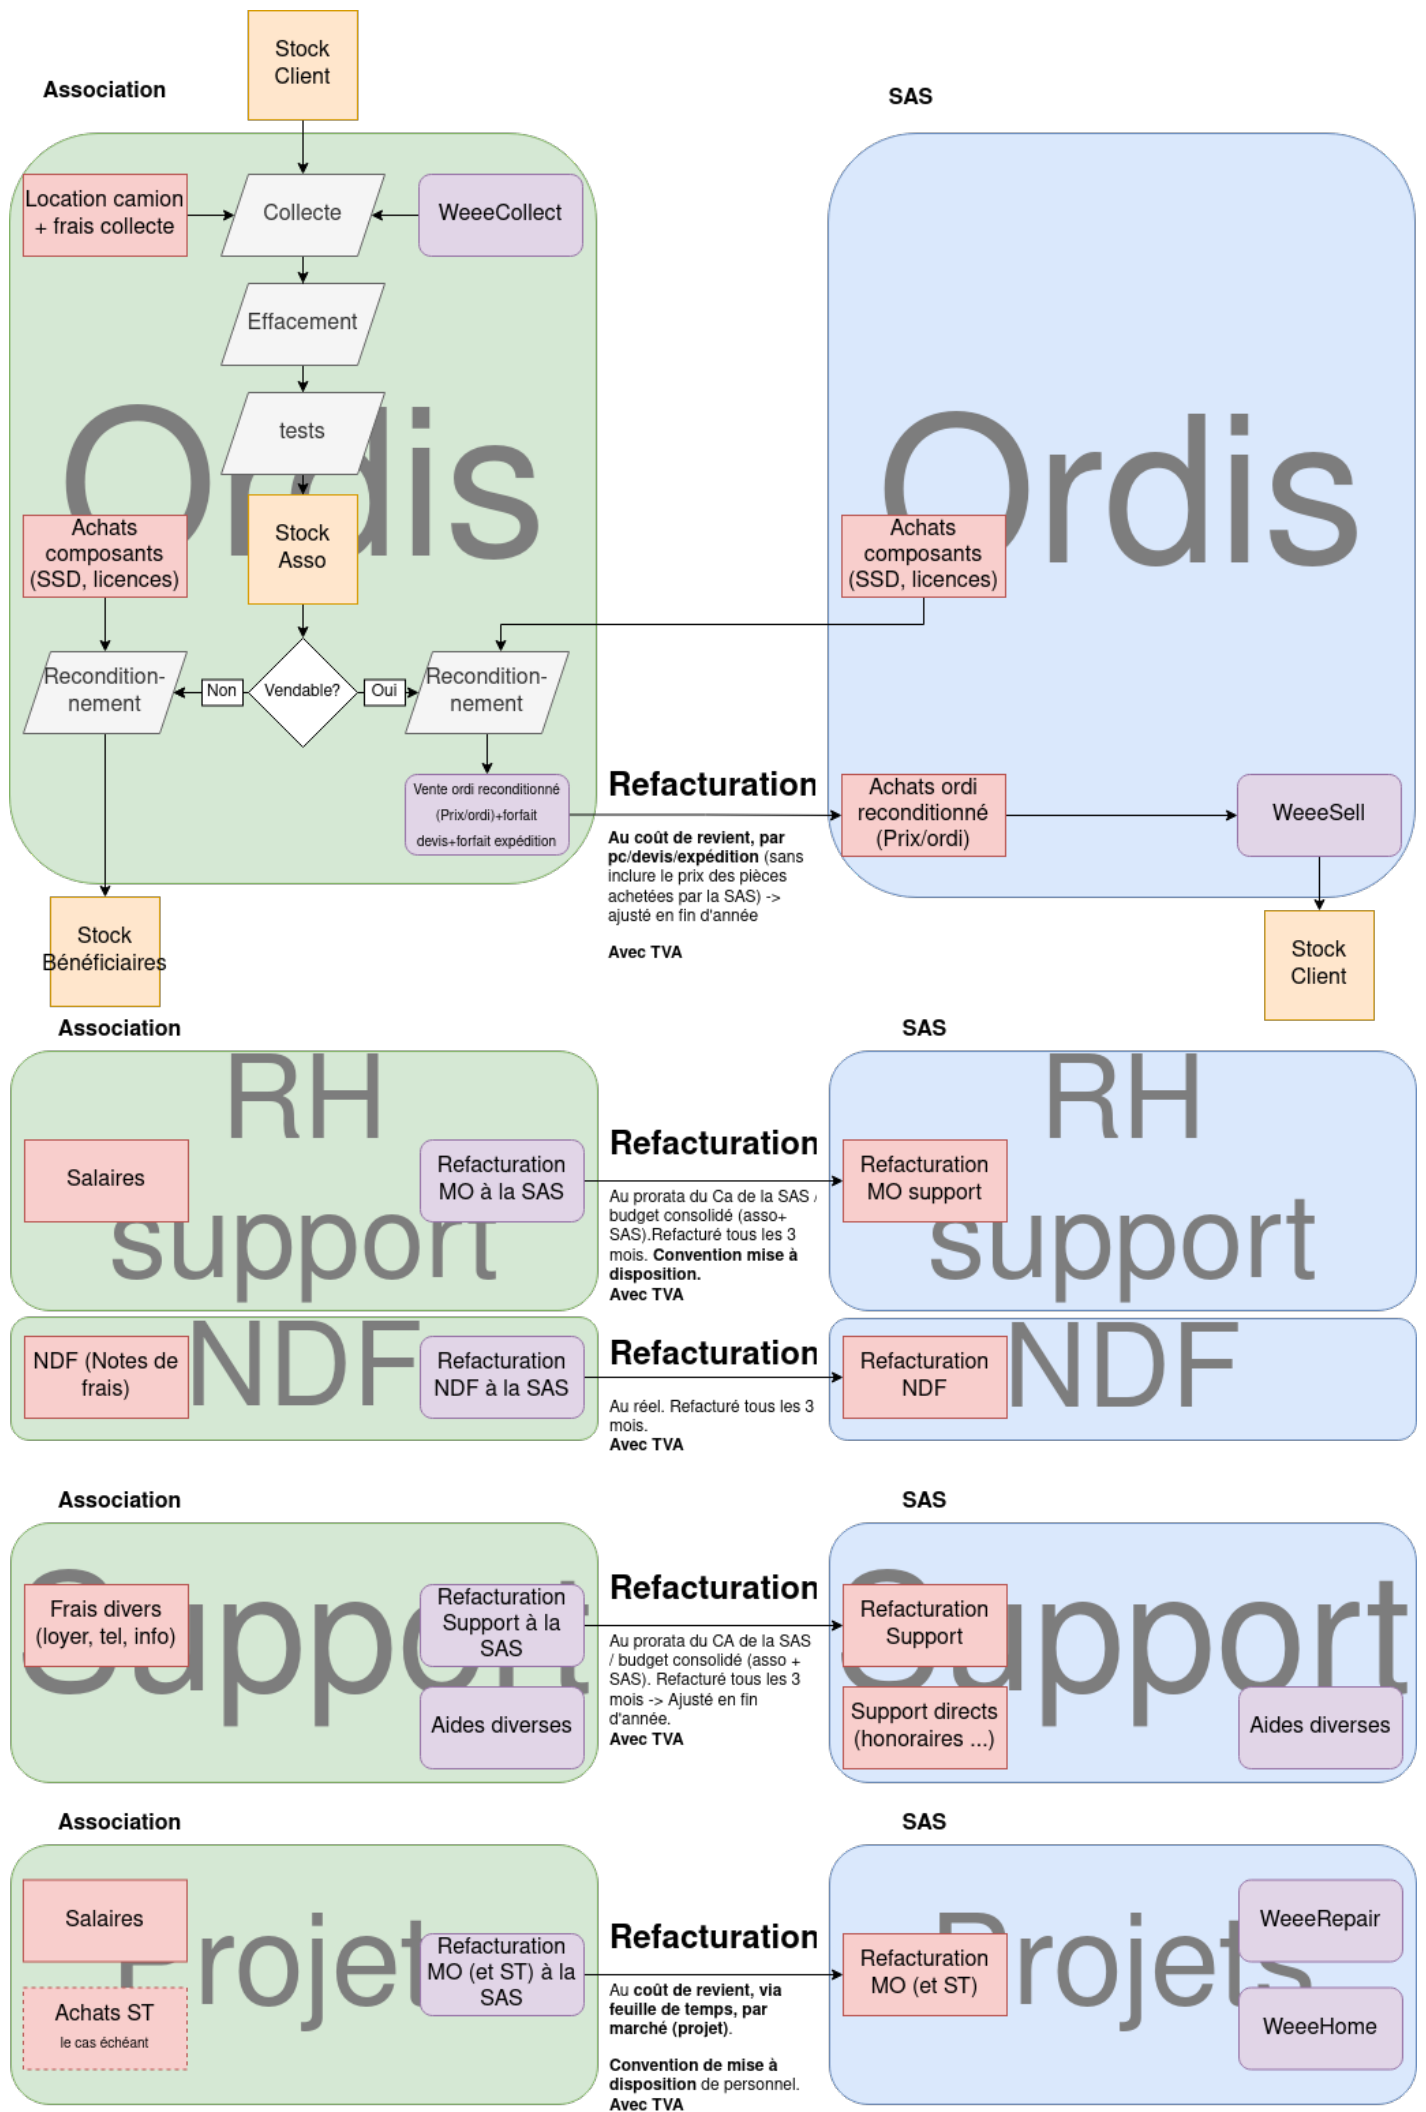 Stock
Client
Association
SAS
Location camion
+ frais collecte
Collecte
WeeeCollect
Effacement
tests
Ordis
Ordis
Achats
composants
(SSD, licences)
Stock
Asso
Achats
composants
(SSD, licences)
Recondition-
nement
Non
Vendable?
Oui
Recondition-
nement
Vente ordi reconditionné
(Prix/ordi)+forfait
devis+forfait expédition
Refacturation
Au coût de revient, par
pc/devis/expédition (sans
inclure le prix des pièces
achetées par la SAS) ->
ajusté en fin d'année
Avec TVA
Achats ordi
reconditionné
(Prix/ordi)
WeeeSell
Stock
Bénéficiaires
Stock
Client
Association
SAS
RH
support
Salaires
Refacturation
MO à la SAS
Refacturation
Au prorata du Ca de la SAS /
budget consolidé (asso+
SAS).Refacturé tous les 3
mois. Convention mise à
disposition.
Avec TVA
RH
support
Refacturation
MO support
NDF
NDF (Notes de
frais)
Refacturation
NDF à la SAS
Refacturation
Au réel. Refacturé tous les 3
mois.
Avec TVA
NDF
Refacturation
NDF
Association
SAS
Support
Frais divers
(loyer, tel, info)
Refacturation
Support à la
SAS
Aides diverses
Refacturation
Au prorata du CA de la SAS
/ budget consolidé (asso +
SAS). Refacturé tous les 3
mois -> Ajusté en fin
d'année.
Avec TVA
Support
Refacturation
Support
Support directs
(honoraires ...)
Aides diverses
Association
SAS
Projets
Salaires
Achats ST
le cas échéant
Refacturation
MO (et ST) à la
SAS
Refacturation
Au coût de revient, via
feuille de temps, par
marché (projet).
Convention de mise à
disposition de personnel.
Avec TVA
Projets
Refacturation
MO (et ST)
WeeeRepair
WeeeHome